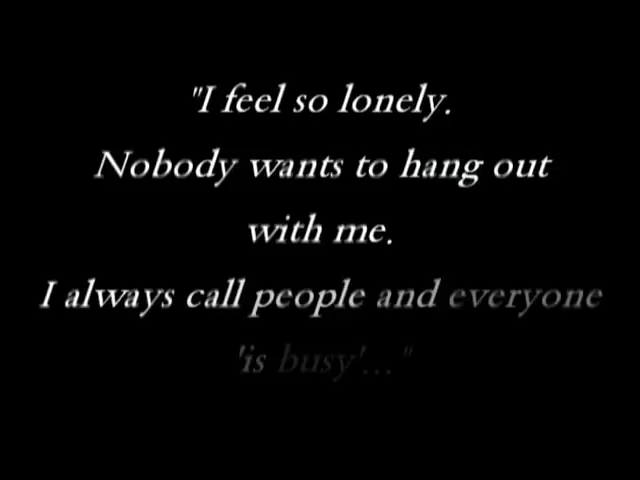 "I feel so lonely.
Nobody wants to hang out
with me.
I always call people and everyone
'is busy'..."